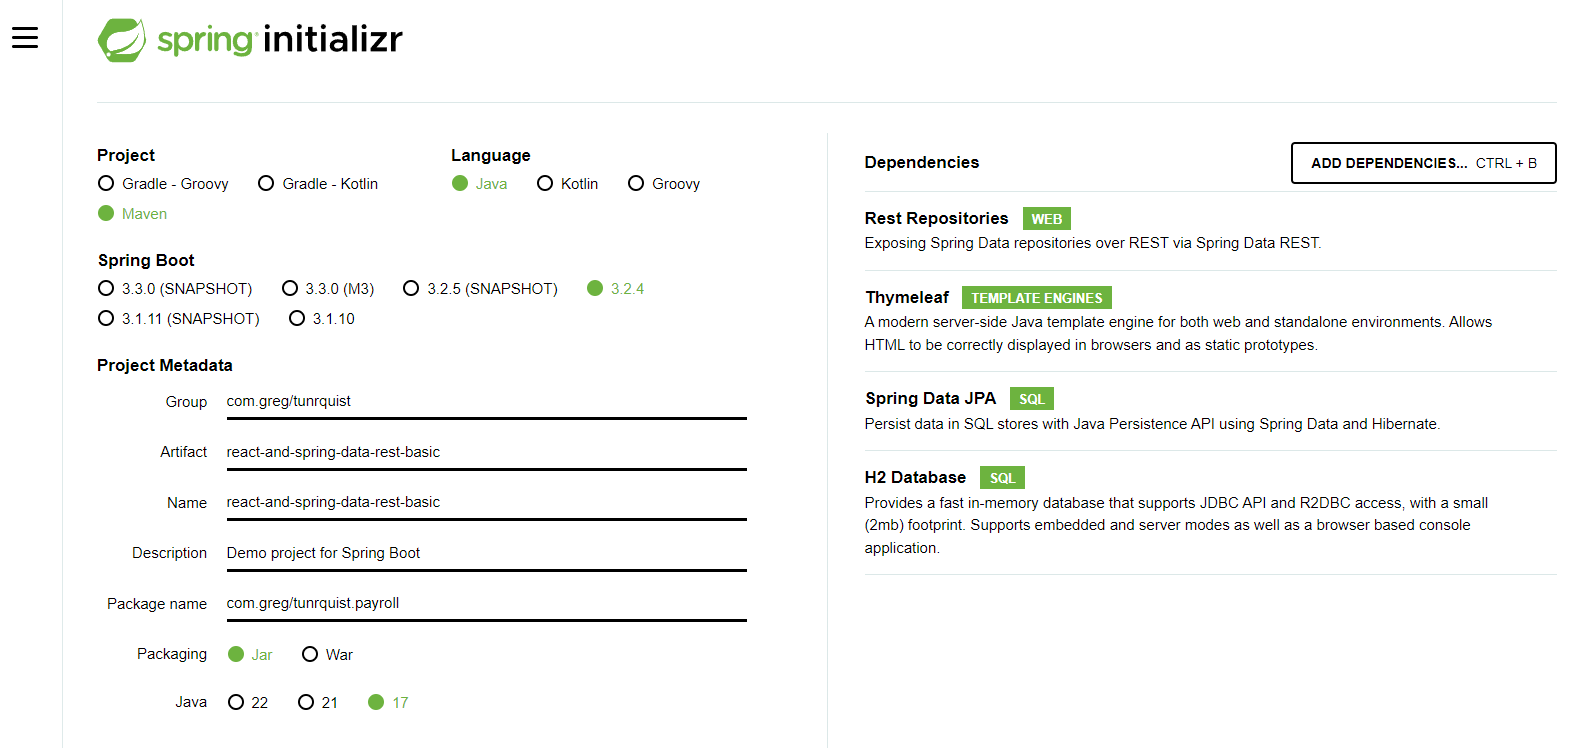 spring initializr
Project
Gradle - Groovy Gradle - Kotlin
Maven
Language
Java Kotlin Groovy
Spring Boot
3.3.0 (SNAPSHOT) 3.3.0 (M3) 3.2.5 (SNAPSHOT) 3.2.4
3.1.11 (SNAPSHOT) 3.1.10
Project Metadata
Group com.greg/tunrquist
Artifact react-and-spring-data-rest-basic
Name react-and-spring-data-rest-basic
Description Demo project for Spring Boot
Package name com.greg/tunrquist.payroll
Packaging Jar War
Java 22 21 17
Dependencies ADD DEPENDENCIES... CTRL + B
Rest Repositories WEB
Exposing Spring Data repositories over REST via Spring Data REST.
Thymeleaf TEMPLATE ENGINES
A modern server-side Java template engine for both web and standalone environments. Allows
HTML to be correctly displayed in browsers and as static prototypes.
Spring Data JPA SQL
Persist data in SQL stores with Java Persistence API using Spring Data and Hibernate.
H2 Database SQL
Provides a fast in-memory database that supports JDBC API and R2DBC access, with a small
(2mb) footprint. Supports embedded and server modes as well as a browser based console
application.